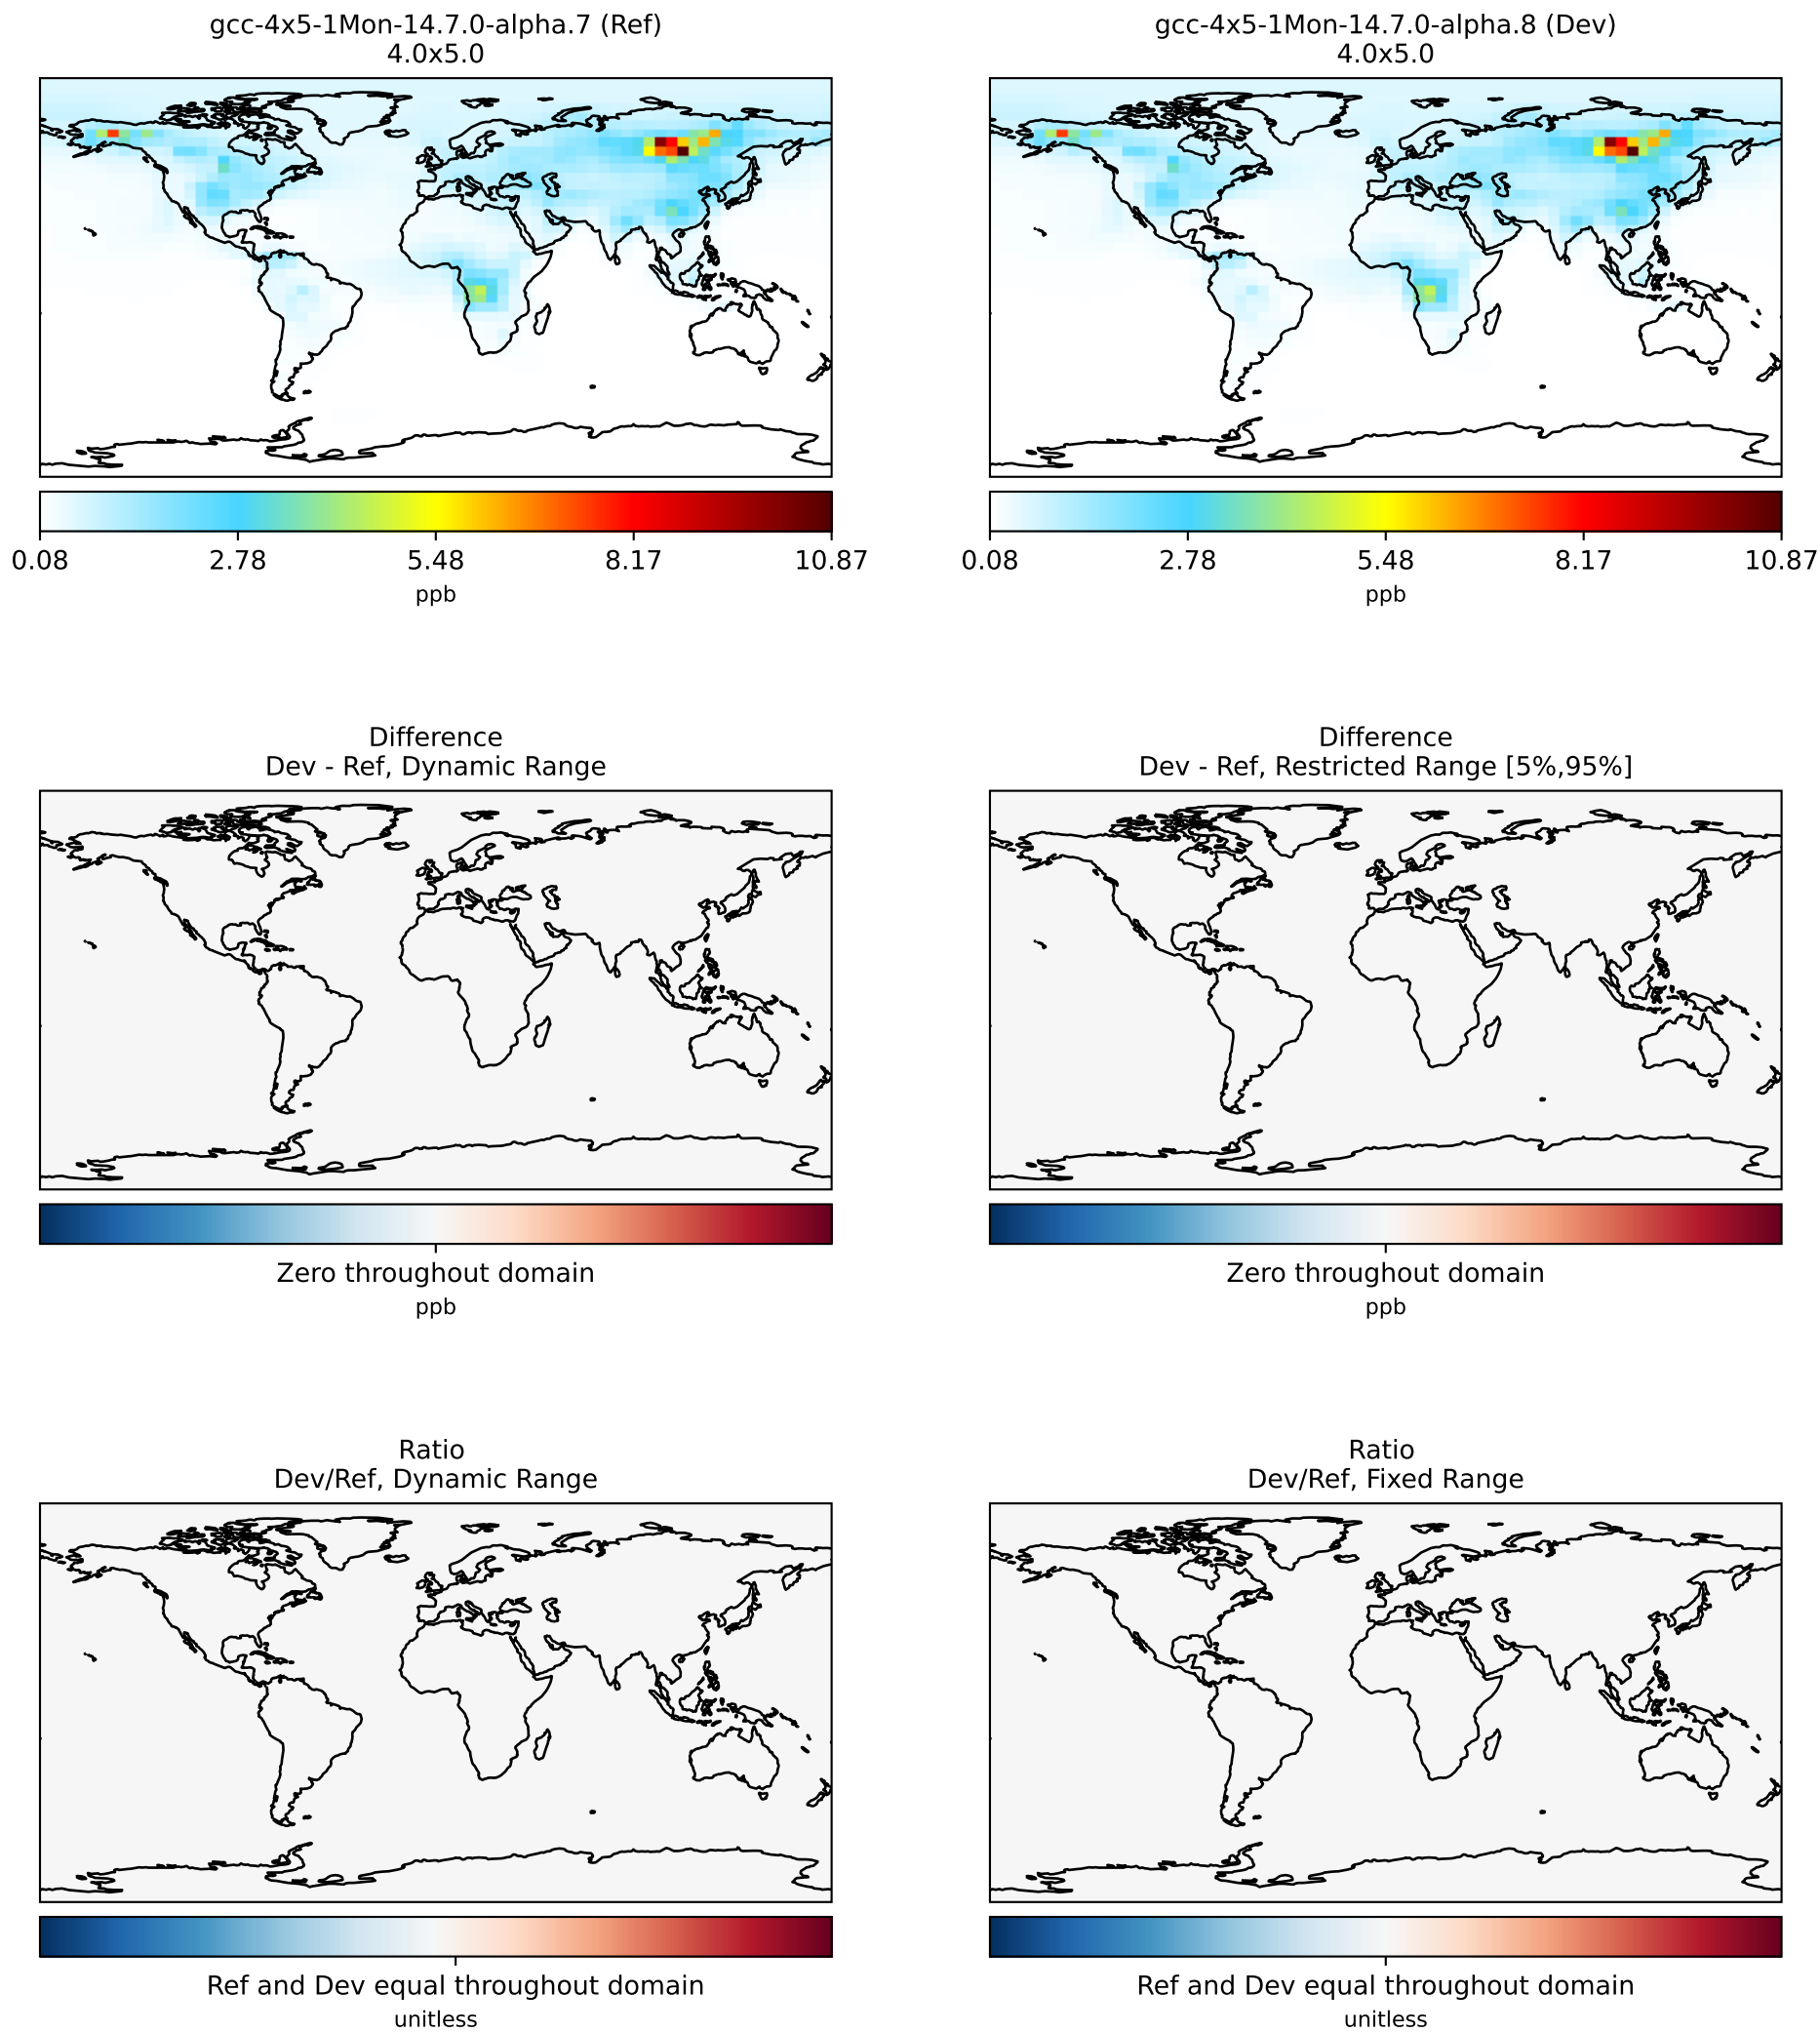 gcc-4x5-1Mon-14.7.0-alpha.7 (Ref)
4.0x5.0
gcc-4x5-1Mon-14.7.0-alpha.8 (Dev)
4.0x5.0
0.08 2.78 5.48 8.17 10.87
ppb
0.08 2.78 5.48 8.17 10.87
ppb
Difference
Dev - Ref, Dynamic Range
Difference
Dev - Ref, Restricted Range [5%,95%]
Zero throughout domain
ppb
Zero throughout domain
ppb
Ratio
Dev/Ref, Dynamic Range
Ratio
Dev/Ref, Fixed Range
Ref and Dev equal throughout domain
unitless
Ref and Dev equal throughout domain
unitless